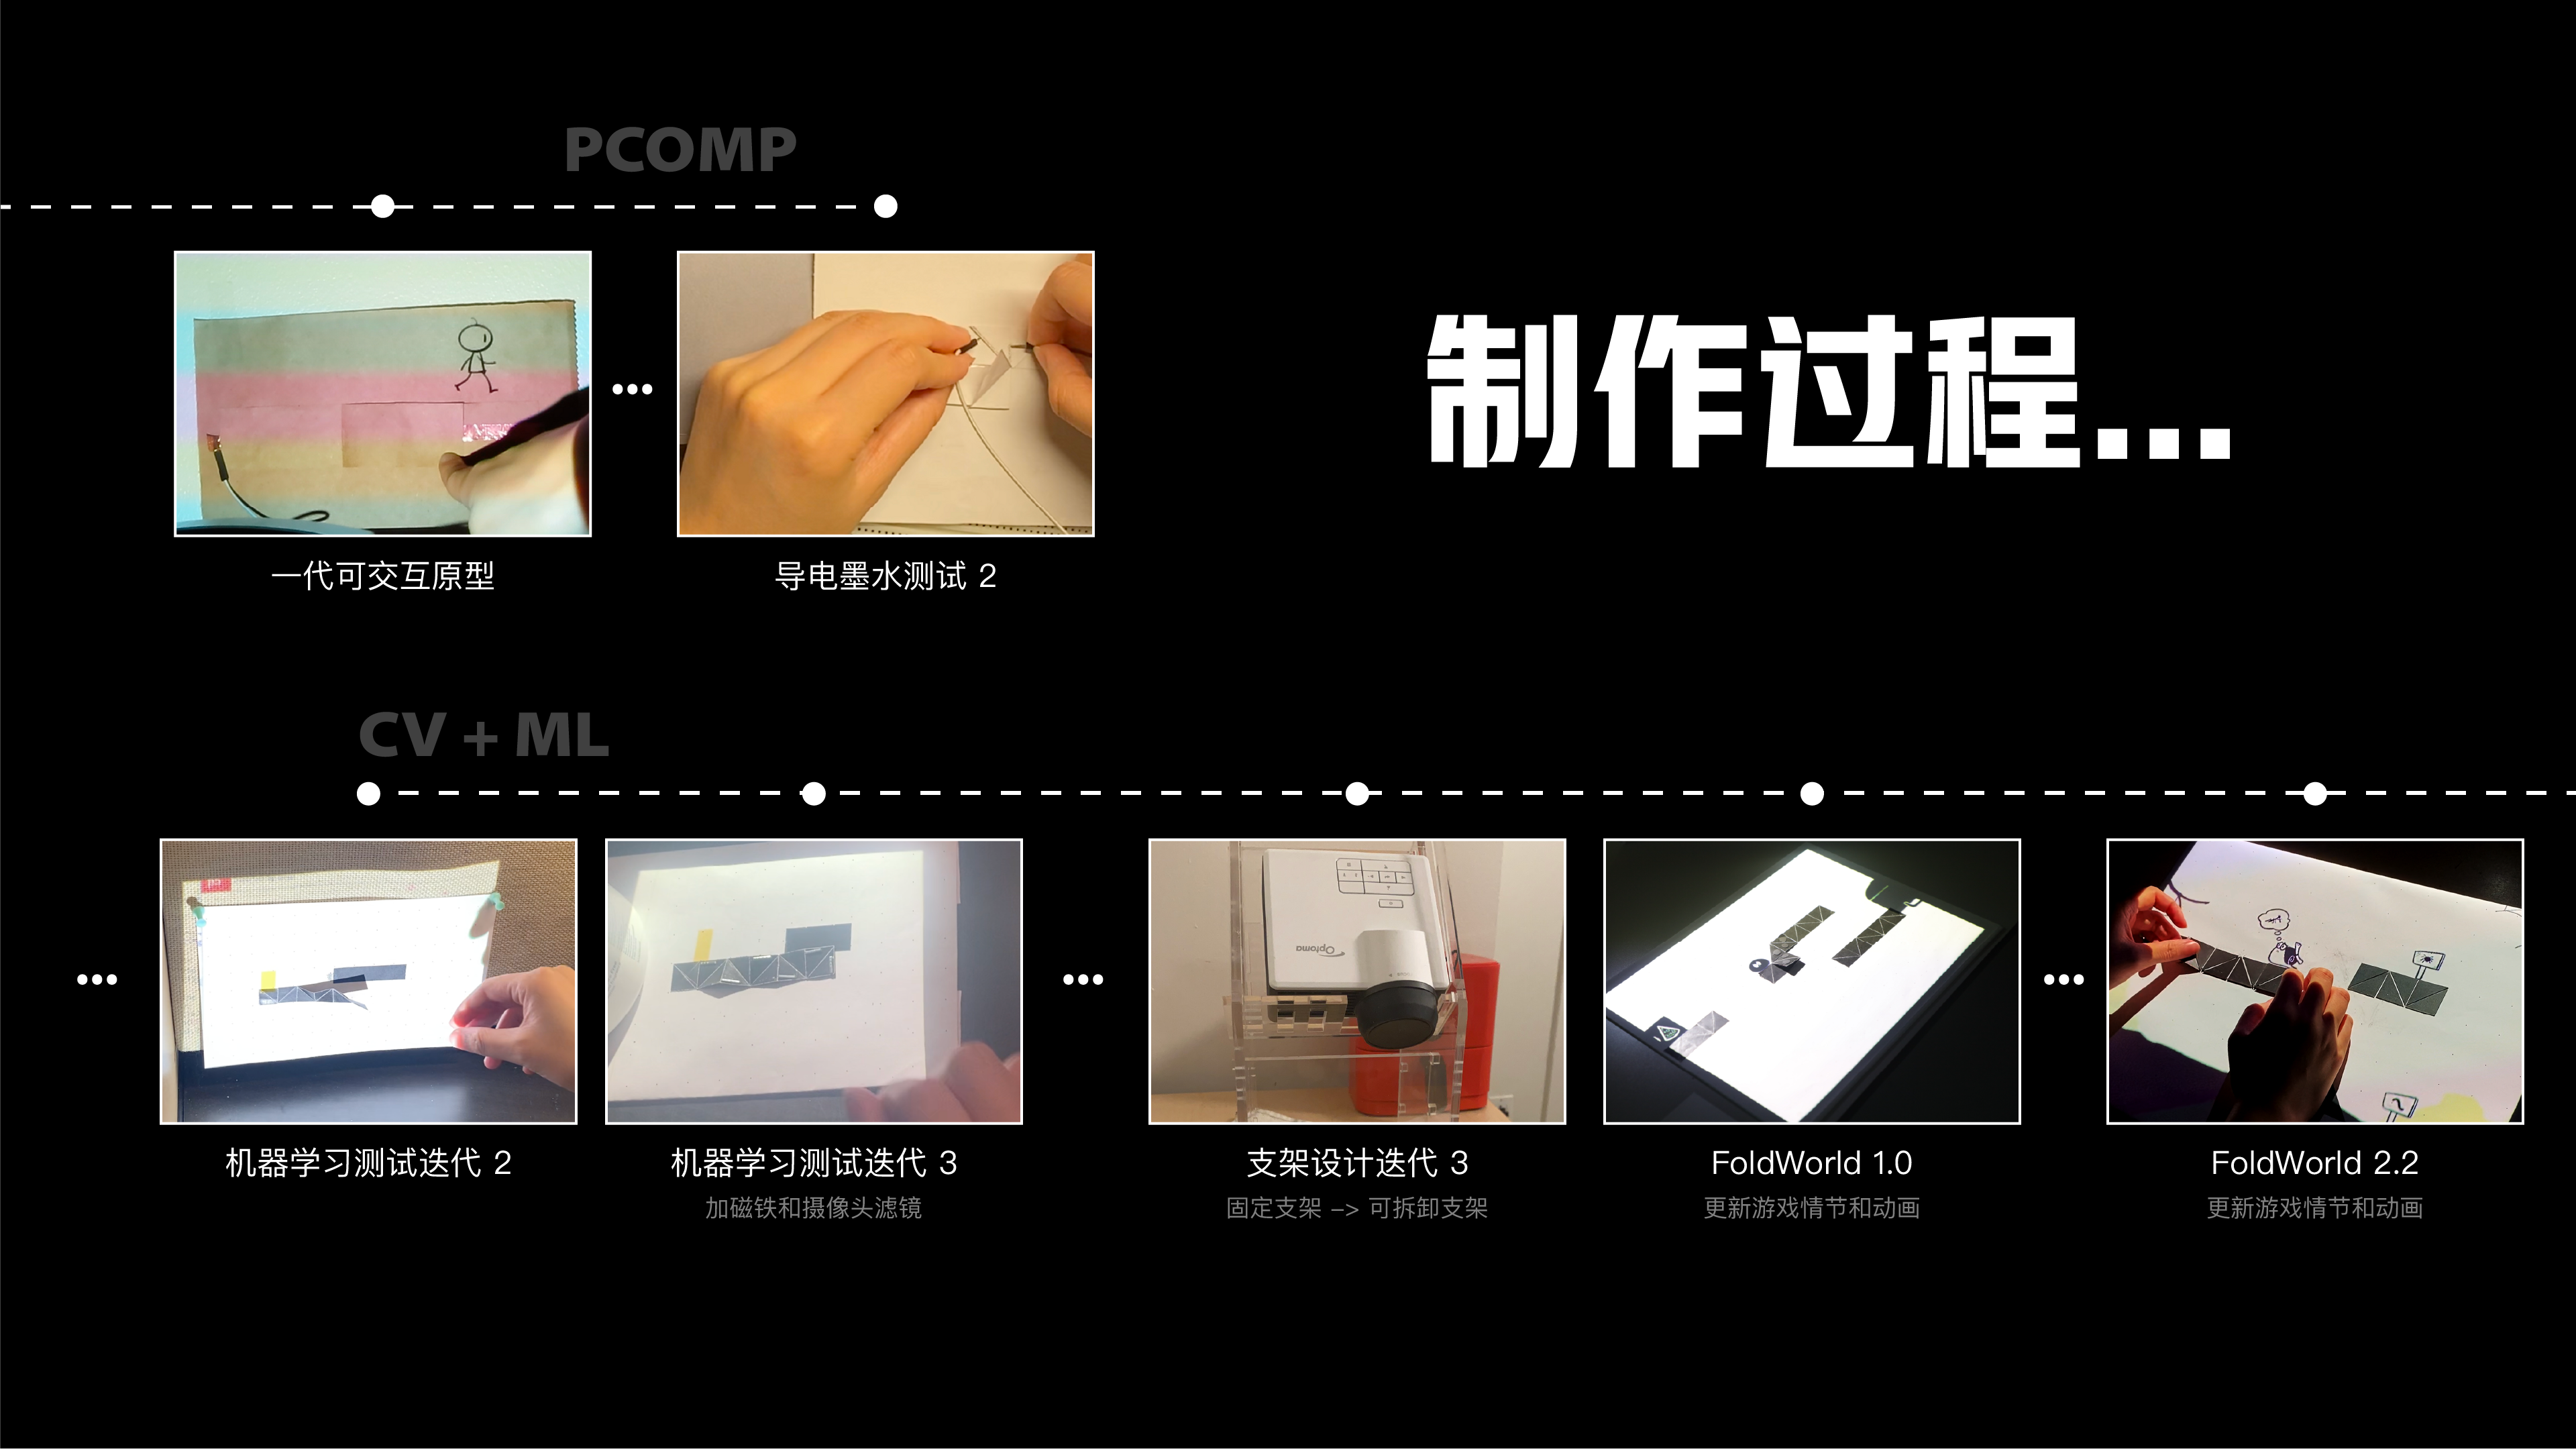 PCOMP
制作过程...
一代可交互原型
导电墨水测试 2
CV + ML
Optoma
机器学习测试迭代 2
机器学习测试迭代 3
加磁铁和摄像头滤镜
支架设计迭代 3
固定支架 -> 可拆卸支架
FoldWorld 1.0
更新游戏情节和动画
FoldWorld 2.2
更新游戏情节和动画